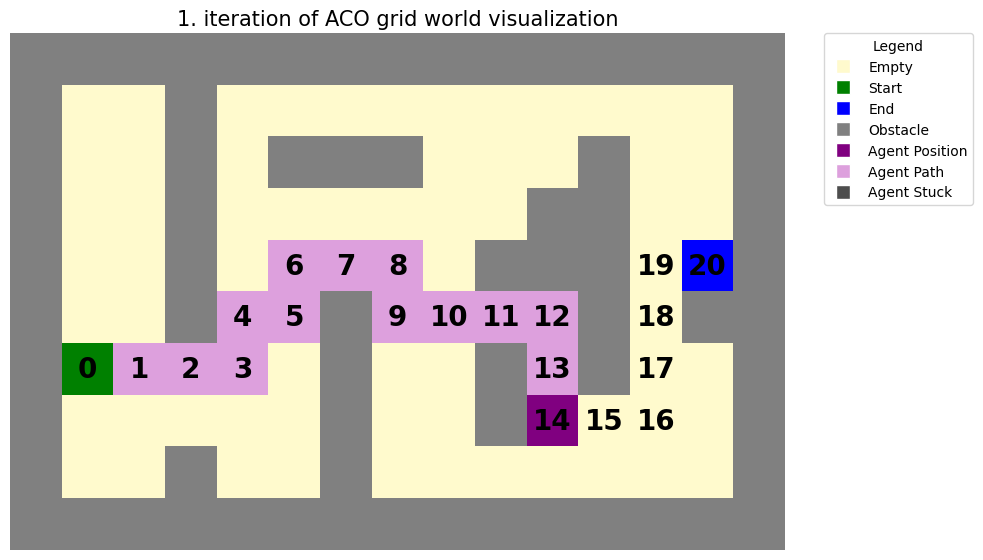 1. iteration of ACO grid world visualization
Legend
Empty
Start
End
Obstacle
Agent Position
Agent Path
Agent Stuck
6 7 8 19 20
4 5 9 10 11 12 18
0 1 2 3 13 17
14 15 16